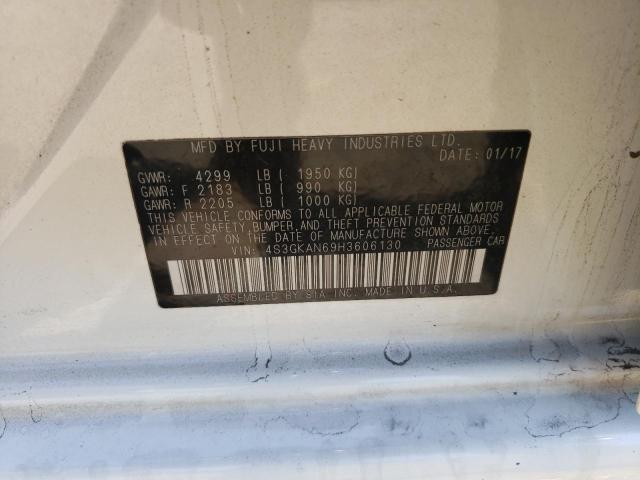 MFD BY FUJI HEAVY INDUSTRIES LTD.
DATE: 01/17
GVWR: 4299 LB ( 1950 KG)
GAWR: F 2183 LB ( 990 KG)
GAWR: R 2205 LB ( 1000 KG)
THIS VEHICLE CONFORMS TO ALL APPLICABLE FEDERAL MOTOR
VEHICLE SAFETY, BUMPER, AND THEFT PREVENTION STANDARDS
IN EFFECT ON THE DATE OF MANUFACTURE SHOWN ABOVE.
VIN: 4S3GKAN69H3606130 PASSENGER CAR
ASSEMBLED BY SIA INC. MADE IN U.S.A.